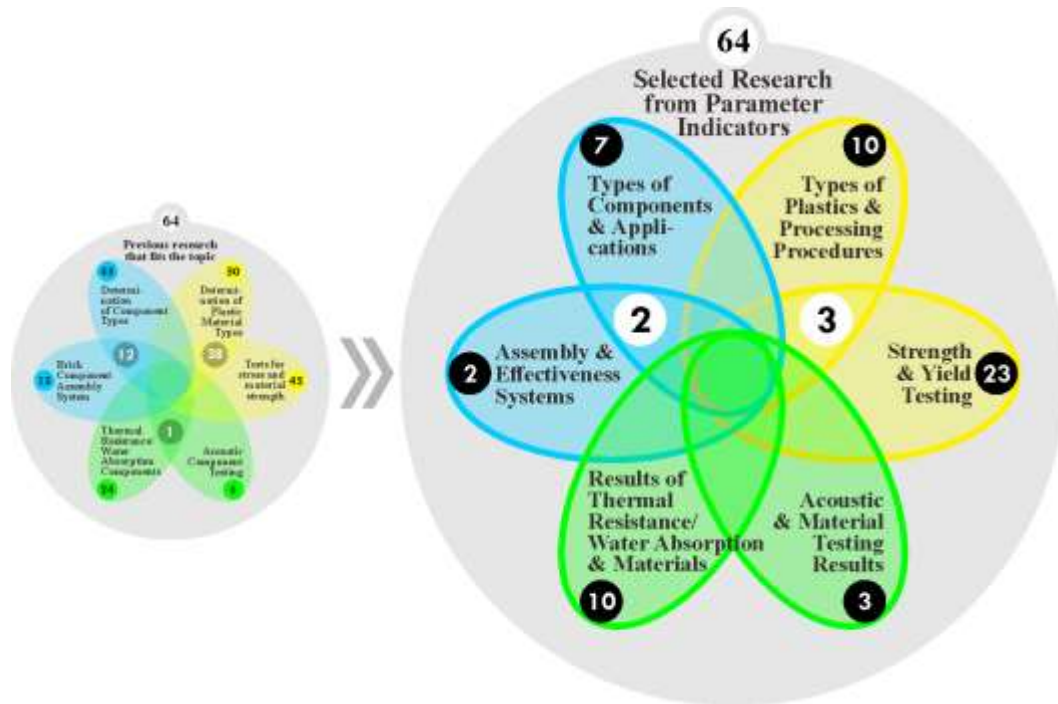 64
Previous research
that fits the topic
30
Determi-
nation
of Component
Types
Determi-
nation of
Plastic
Material
Types
12
38
Brick
Component
Assembly
System
Tests for
stress and
material
strength
45
1
Thermal
Resistance/
Water
Absorption
Components
Acoustic
Component
Testing
64
Selected Research
from Parameter
Indicators
7
10
Types of
Components
& Appli-
cations
Types of
Plastics &
Processing
Procedures
2
3
2
Assembly &
Effectiveness
Systems
Strength
& Yield
Testing
23
Results of
Thermal
Resistance/
Water Absorption
& Materials
Acoustic
& Material
Testing
Results
10
3